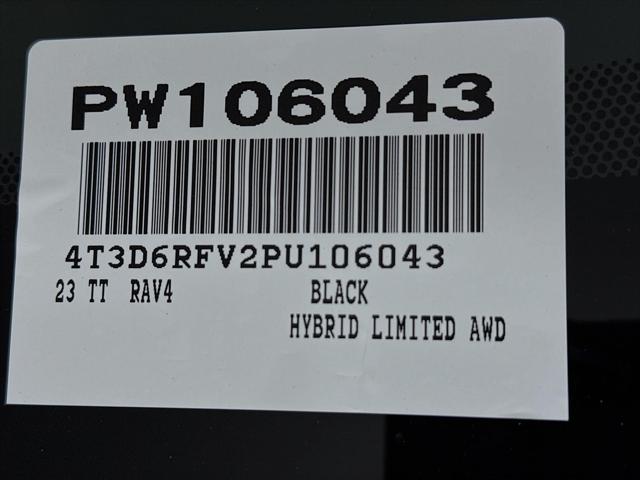 PW106043
4T3D6RFV2PU106043
23 TT RAV4 BLACK
HYBRID LIMITED AWD